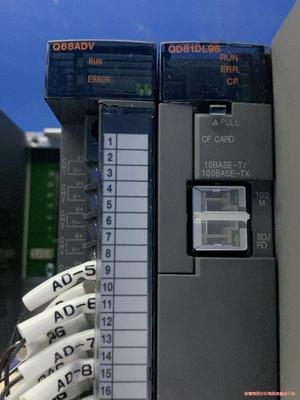 Q68ADV
RUN
ERROR
QD81DL96
RUN
ERR.
CF
PULL
CF CARD
10BASE-T/
100BASE-TX
100
M
SD/
RD
1
2
3
4
5
6
7
8
9
10
11
12
13
14
15
16
V+
V+
V+
V+
AD-5
AD-6
AG
AD-7
AD-8